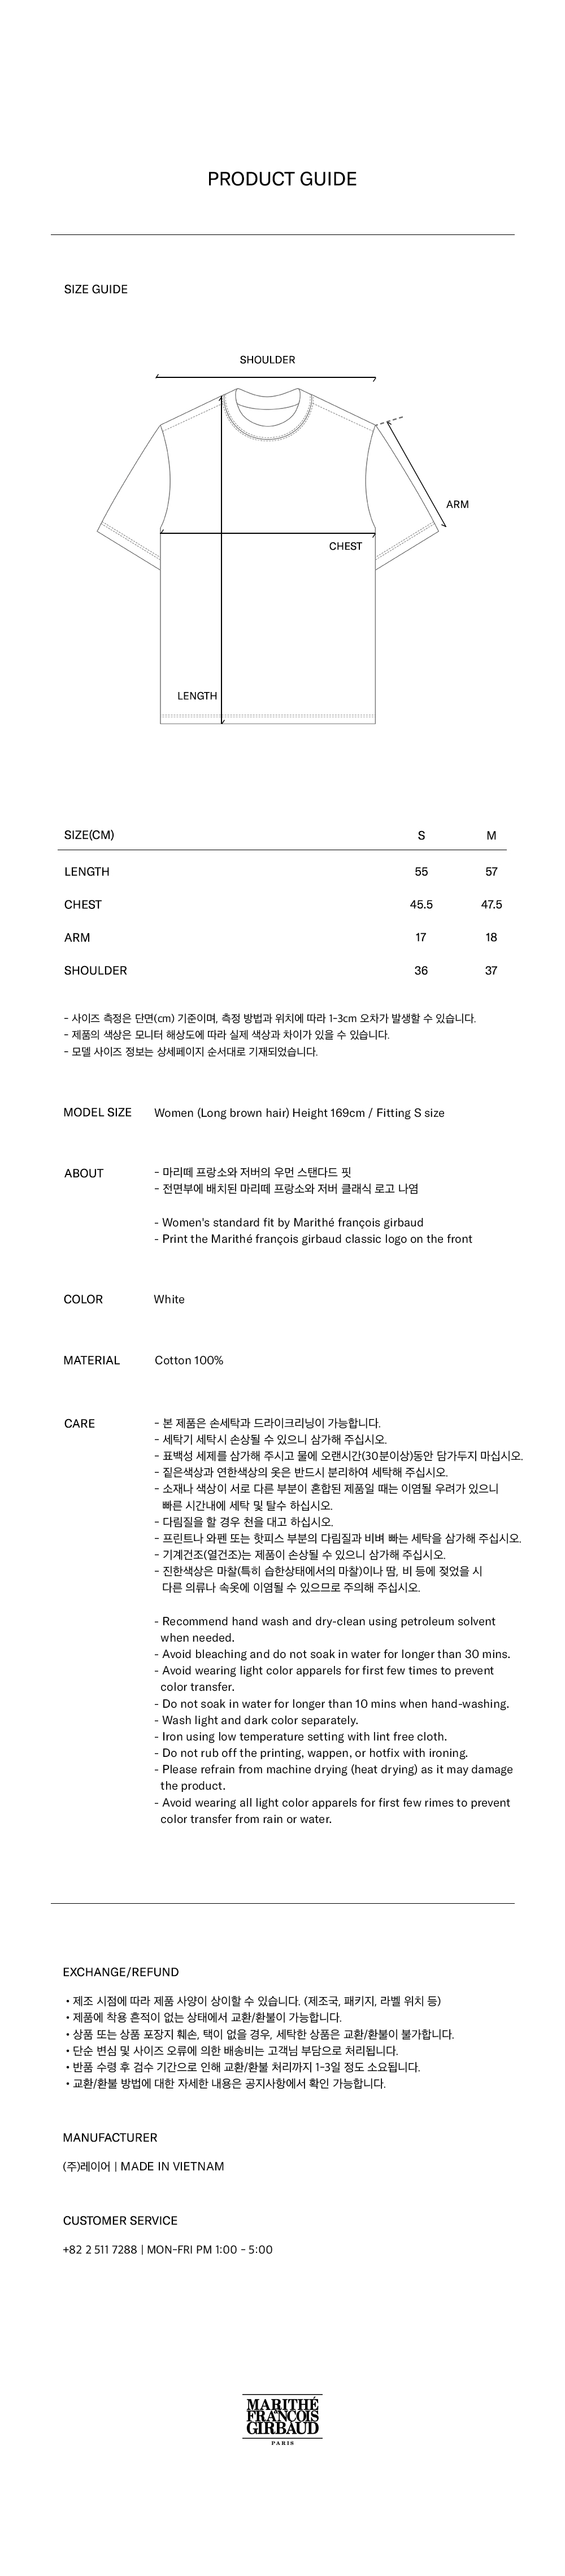 PRODUCT GUIDE
SIZE GUIDE
SHOULDER
ARM
CHEST
LENGTH
SIZE(CM) S M
LENGTH 55 57
CHEST 45.5 47.5
ARM 17 18
SHOULDER 36 37
- 사이즈 측정은 단면(cm) 기준이며, 측정 방법과 위치에 따라 1-3cm 오차가 발생할 수 있습니다.
- 제품의 색상은 모니터 해상도에 따라 실제 색상과 차이가 있을 수 있습니다.
- 모델 사이즈 정보는 상세페이지 순서대로 기재되었습니다.
MODEL SIZE Women (Long brown hair) Height 169cm / Fitting S size
ABOUT - 마리떼 프랑소와 저버의 우먼 스탠다드 핏
- 전면부에 배치된 마리떼 프랑소와 저버 클래식 로고 나염
- Women's standard fit by Marithé françois girbaud
- Print the Marithé françois girbaud classic logo on the front
COLOR White
MATERIAL Cotton 100%
CARE - 본 제품은 손세탁과 드라이크리닝이 가능합니다.
- 세탁기 세탁시 손상될 수 있으니 삼가해 주십시오.
- 표백성 세제를 삼가해 주시고 물에 오랜시간(30분이상)동안 담가두지 마십시오.
- 짙은색상과 연한색상의 옷은 반드시 분리하여 세탁해 주십시오.
- 소재나 색상이 서로 다른 부분이 혼합된 제품일 때는 이염될 우려가 있으니
빠른 시간내에 세탁 및 탈수 하십시오.
- 다림질을 할 경우 천을 대고 하십시오.
- 프린트나 와펜 또는 핫피스 부분의 다림질과 비벼 빠는 세탁을 삼가해 주십시오.
- 기계건조(열건조)는 제품이 손상될 수 있으니 삼가해 주십시오.
- 진한색상은 마찰(특히 습한상태에서의 마찰)이나 땀, 비 등에 젖었을 시
다른 의류나 속옷에 이염될 수 있으므로 주의해 주십시오.
- Recommend hand wash and dry-clean using petroleum solvent
when needed.
- Avoid bleaching and do not soak in water for longer than 30 mins.
- Avoid wearing light color apparels for first few times to prevent
color transfer.
- Do not soak in water for longer than 10 mins when hand-washing.
- Wash light and dark color separately.
- Iron using low temperature setting with lint free cloth.
- Do not rub off the printing, wappen, or hotfix with ironing.
- Please refrain from machine drying (heat drying) as it may damage
the product.
- Avoid wearing all light color apparels for first few rimes to prevent
color transfer from rain or water.
EXCHANGE/REFUND
• 제조 시점에 따라 제품 사양이 상이할 수 있습니다. (제조국, 패키지, 라벨 위치 등)
• 제품에 착용 흔적이 없는 상태에서 교환/환불이 가능합니다.
• 상품 또는 상품 포장지 훼손, 택이 없을 경우, 세탁한 상품은 교환/환불이 불가합니다.
• 단순 변심 및 사이즈 오류에 의한 배송비는 고객님 부담으로 처리됩니다.
• 반품 수령 후 검수 기간으로 인해 교환/환불 처리까지 1-3일 정도 소요됩니다.
• 교환/환불 방법에 대한 자세한 내용은 공지사항에서 확인 가능합니다.
MANUFACTURER
(주)레이어 | MADE IN VIETNAM
CUSTOMER SERVICE
+82 2 511 7288 | MON-FRI PM 1:00 - 5:00
MARITHÉ
FRANCOIS
GIRBAUD
PARIS